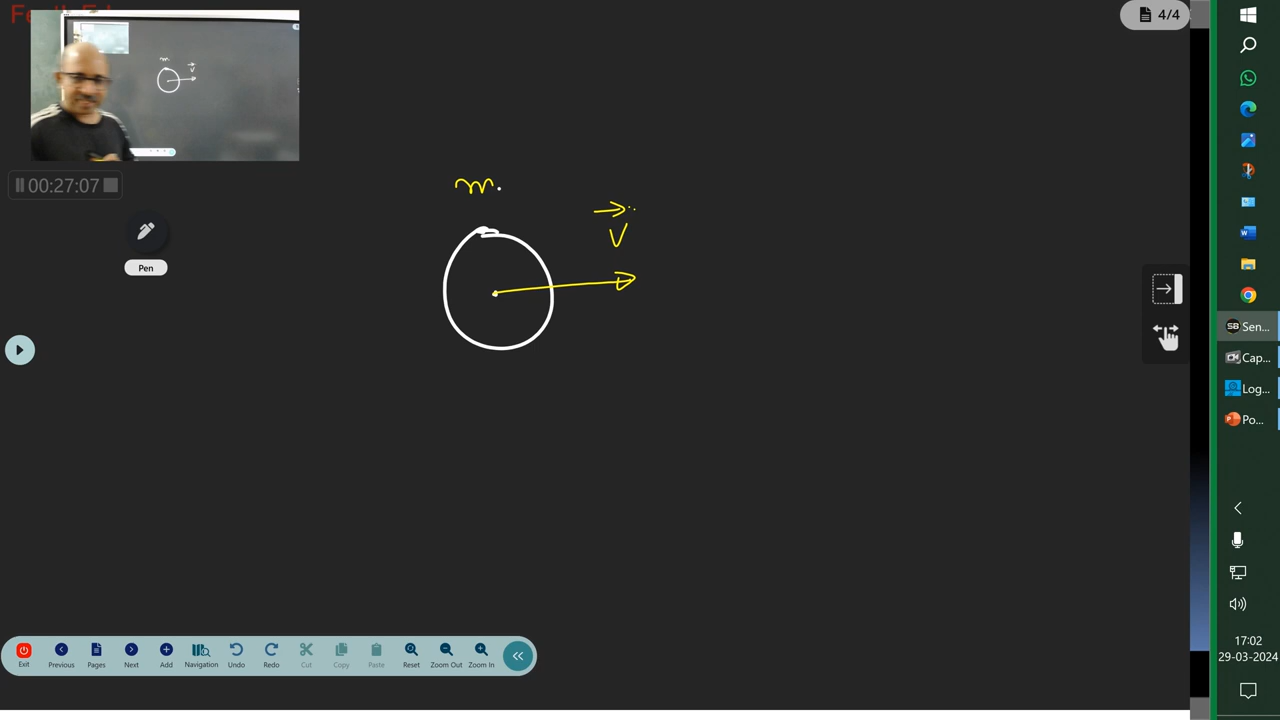 4/4
00:27:07
Pen
m
V
Exit
Previous
Pages
Next
Add
Navigation
Undo
Redo
Cut
Copy
Paste
Reset
Zoom Out
Zoom In
SB Sen...
Cap...
Log...
Po...
17:02
29-03-2024